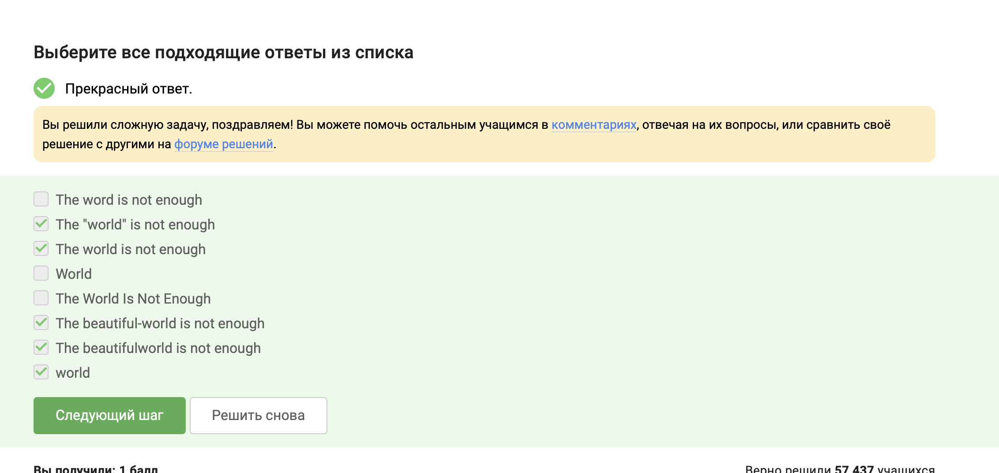 Выберите все подходящие ответы из списка
Прекрасный ответ.
Вы решили сложную задачу, поздравляем! Вы можете помочь остальным учащимся в комментариях, отвечая на их вопросы, или сравнить своё
решение с другими на форуме решений.
The word is not enough
The "world" is not enough
The world is not enough
World
The World Is Not Enough
The beautiful-world is not enough
The beautifulworld is not enough
world
Следующий шаг Решить снова
Вы получили: 1 балл Верно решили 57 437 учащихся